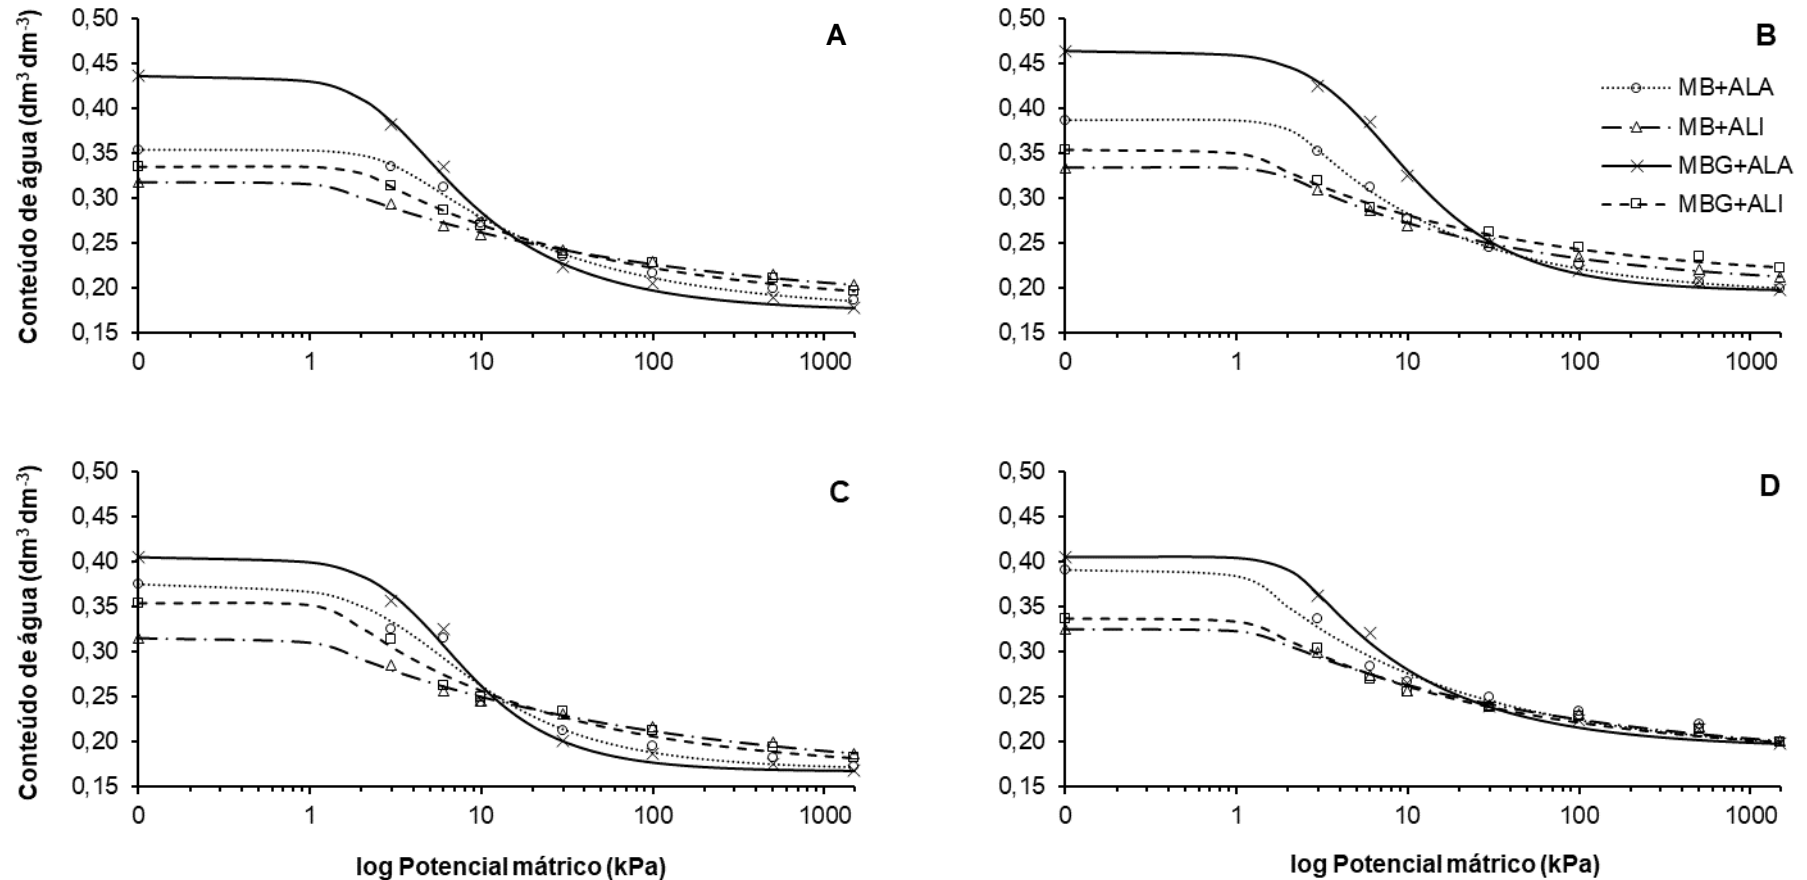 A
Conteúdo de água (dm³ dm⁻³)
0,50
0,45
0,40
0,35
0,30
0,25
0,20
0,15
0 1 10 100 1000
B
0,50
0,45
0,40
0,35
0,30
0,25
0,20
0,15
0 1 10 100 1000
MB+ALA
MB+ALI
MBG+ALA
MBG+ALI
C
Conteúdo de água (dm³ dm⁻³)
0,50
0,45
0,40
0,35
0,30
0,25
0,20
0,15
0 1 10 100 1000
log Potencial mátrico (kPa)
D
0,50
0,45
0,40
0,35
0,30
0,25
0,20
0,15
0 1 10 100 1000
log Potencial mátrico (kPa)